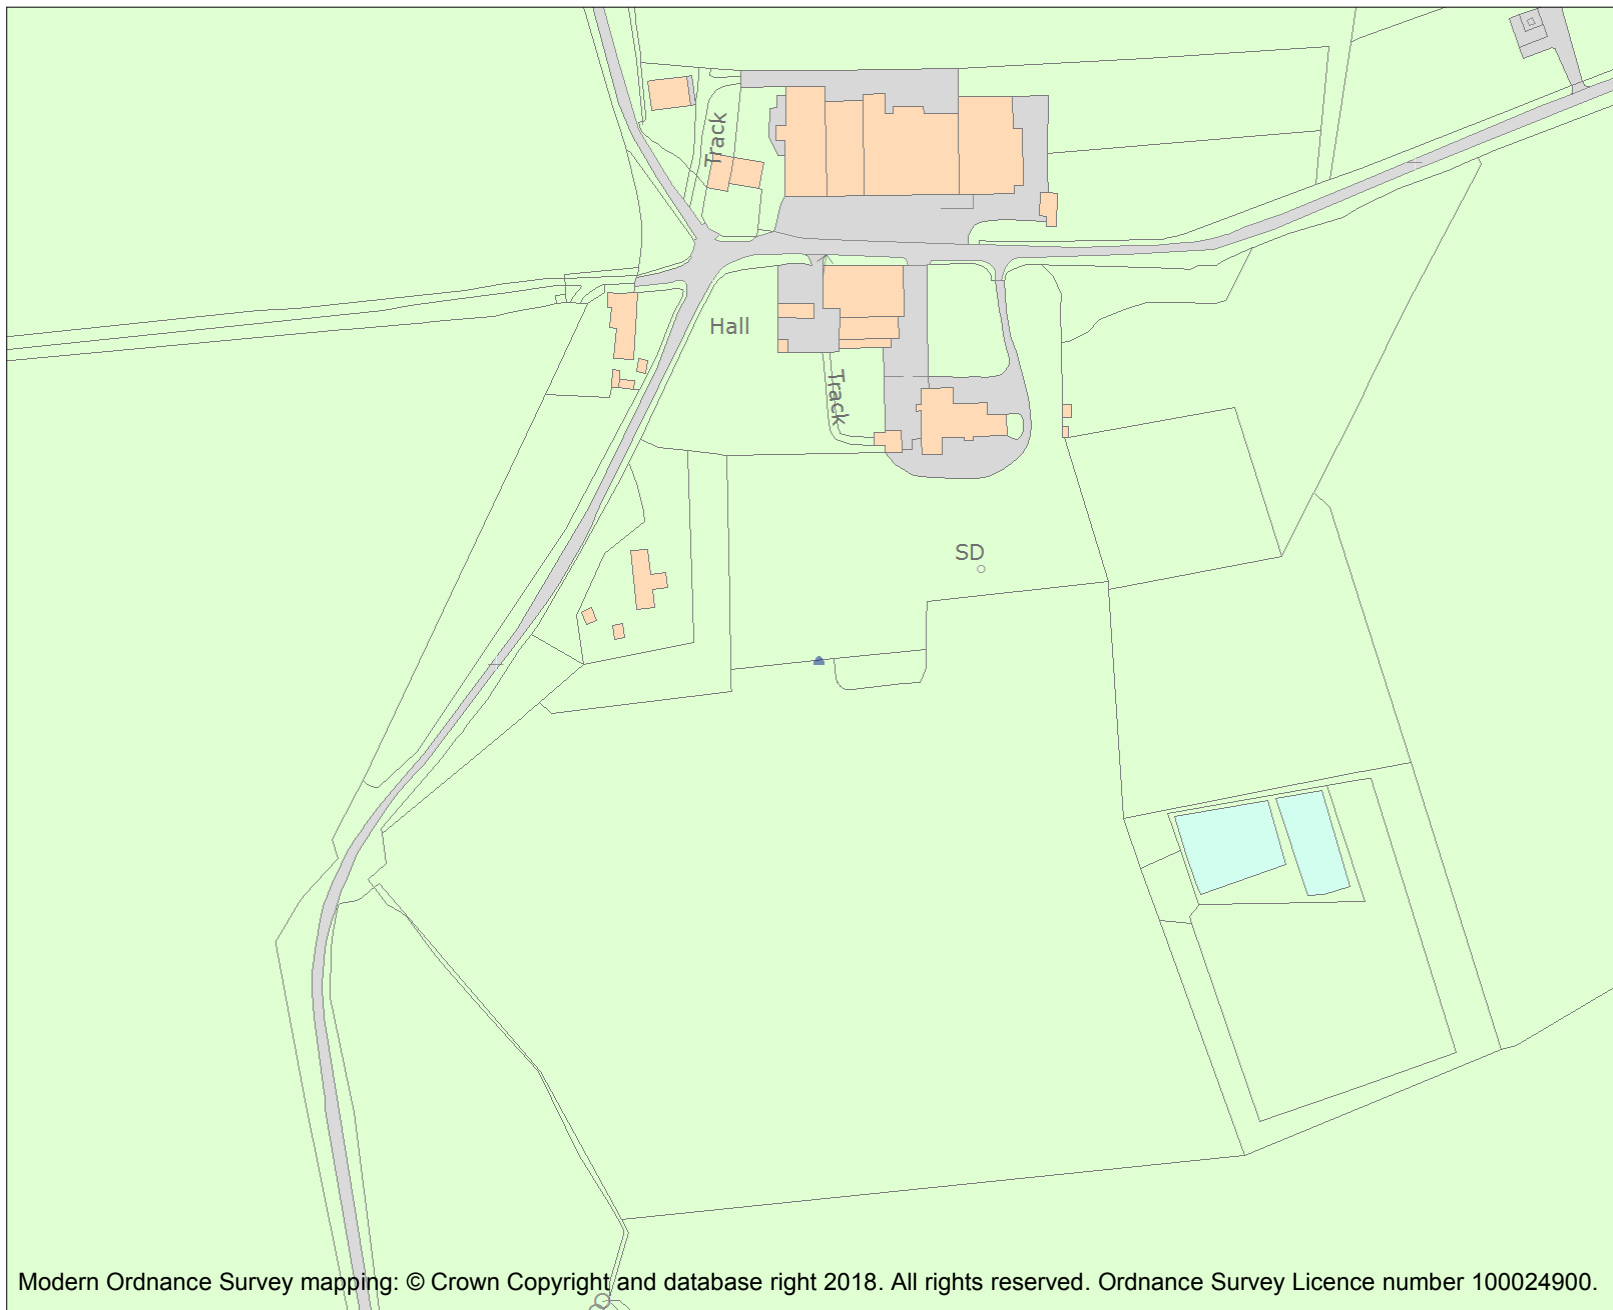 Track
Hall
Track
SD
Modern Ordnance Survey mapping: © Crown Copyright and database right 2018. All rights reserved. Ordnance Survey Licence number 100024900.